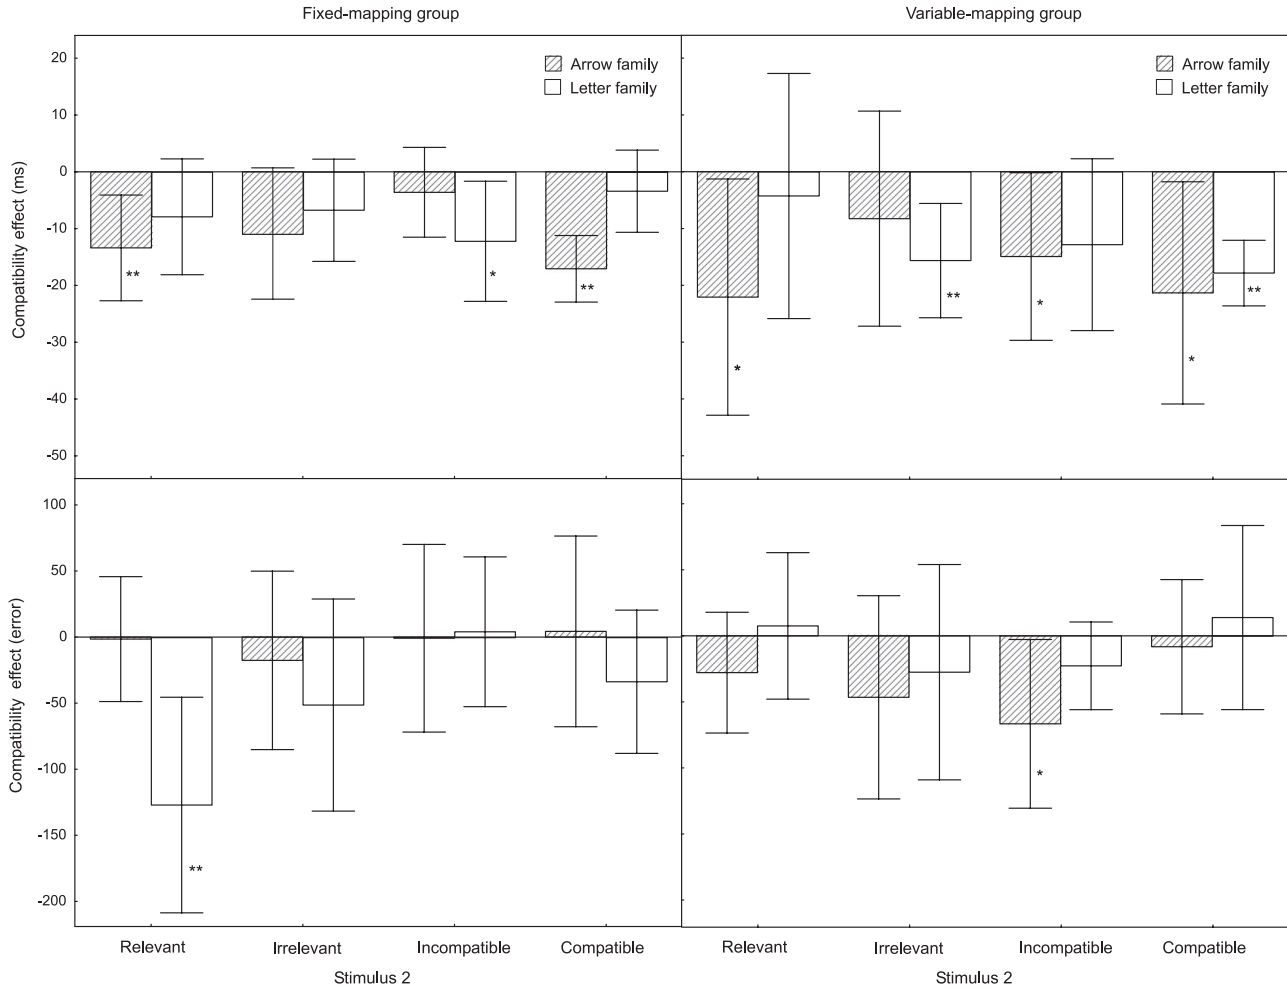 Fixed-mapping group
Variable-mapping group
Compatibility effect (ms)
20
10
0
-10
-20
-30
-40
-50
Arrow family
Letter family
**
*
**
Arrow family
Letter family
*
**
*
*
**
Compatibility effect (error)
100
50
0
-50
-100
-150
-200
**
*
Relevant Irrelevant Incompatible Compatible
Stimulus 2
Relevant Irrelevant Incompatible Compatible
Stimulus 2